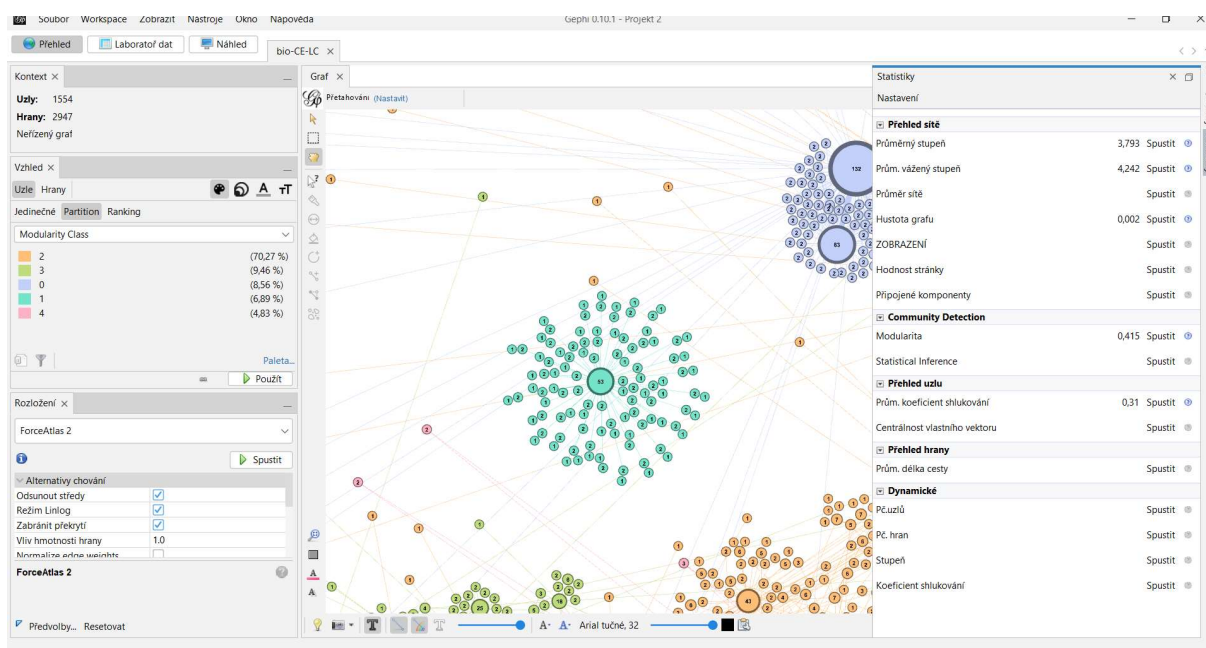 Soubor Workspace Zobrazit Nástroje Okno Nápověda
Gephi 0.10.1 - Projekt 2
Přehled Laboratoř dat Náhled bio-CE-LC
Kontext
Uzly: 1554
Hrany: 2947
Neřízený graf
Vzhled
Uzle Hrany
Jedinečné Partition Ranking
Modularity Class
2 (70,27 %)
3 (9,46 %)
0 (8,56 %)
1 (6,89 %)
4 (4,83 %)
Paleta...
Použít
Rozložení
ForceAtlas 2
Spustit
Alternativy chování
Odsunout středy
Režim Linlog
Zabránit překrytí
Vliv hmotnosti hrany 1.0
Normalize edge weights
ForceAtlas 2
Předvolby... Resetovat
Graf
Přetahování (Nastavit)
132
63
93
25
18
43
Arial tučné, 32
Statistiky
Nastavení
Přehled sítě
Průměrný stupeň 3,793 Spustit
Prům. vážený stupeň 4,242 Spustit
Průměr sítě Spustit
Hustota grafu 0,002 Spustit
ZOBRAZENÍ Spustit
Hodnost stránky Spustit
Připojené komponenty Spustit
Community Detection
Modularita 0,415 Spustit
Statistical Inference Spustit
Přehled uzlu
Prům. koeficient shlukování 0,31 Spustit
Centrálnost vlastního vektoru Spustit
Přehled hrany
Prům. délka cesty Spustit
Dynamické
Pč.uzlů Spustit
Pč. hran Spustit
Stupeň Spustit
Koeficient shlukování Spustit